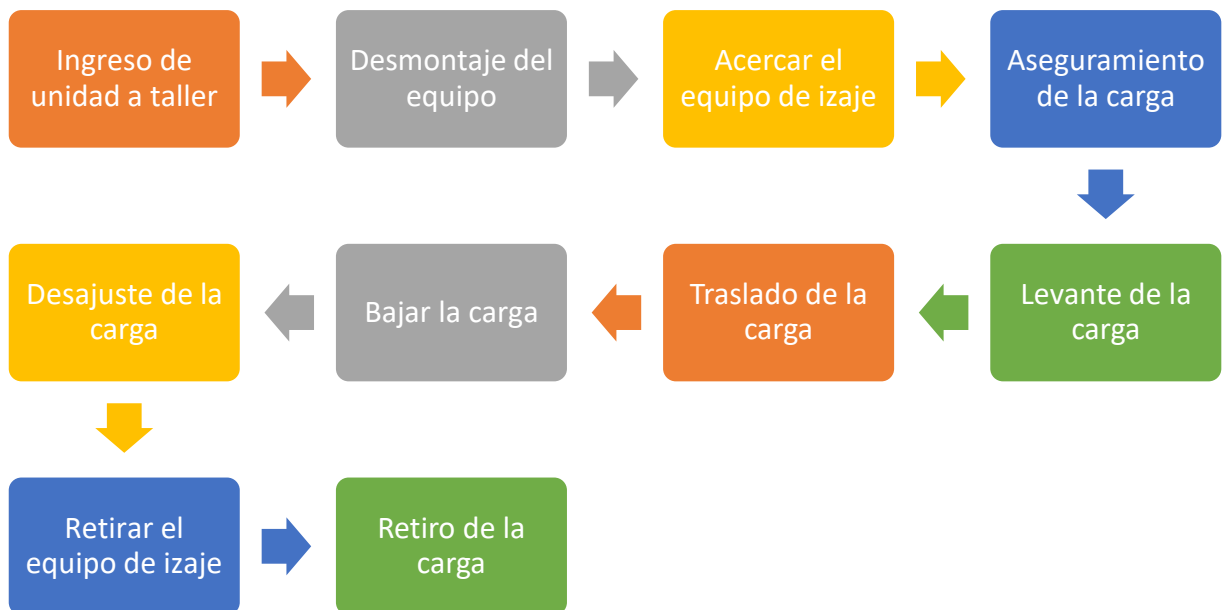 Ingreso de
unidad a taller
Desmontaje del
equipo
Acercar el
equipo de izaje
Aseguramiento
de la carga
Levante de la
carga
Traslado de la
carga
Bajar la carga
Desajuste de la
carga
Retirar el
equipo de izaje
Retiro de la
carga